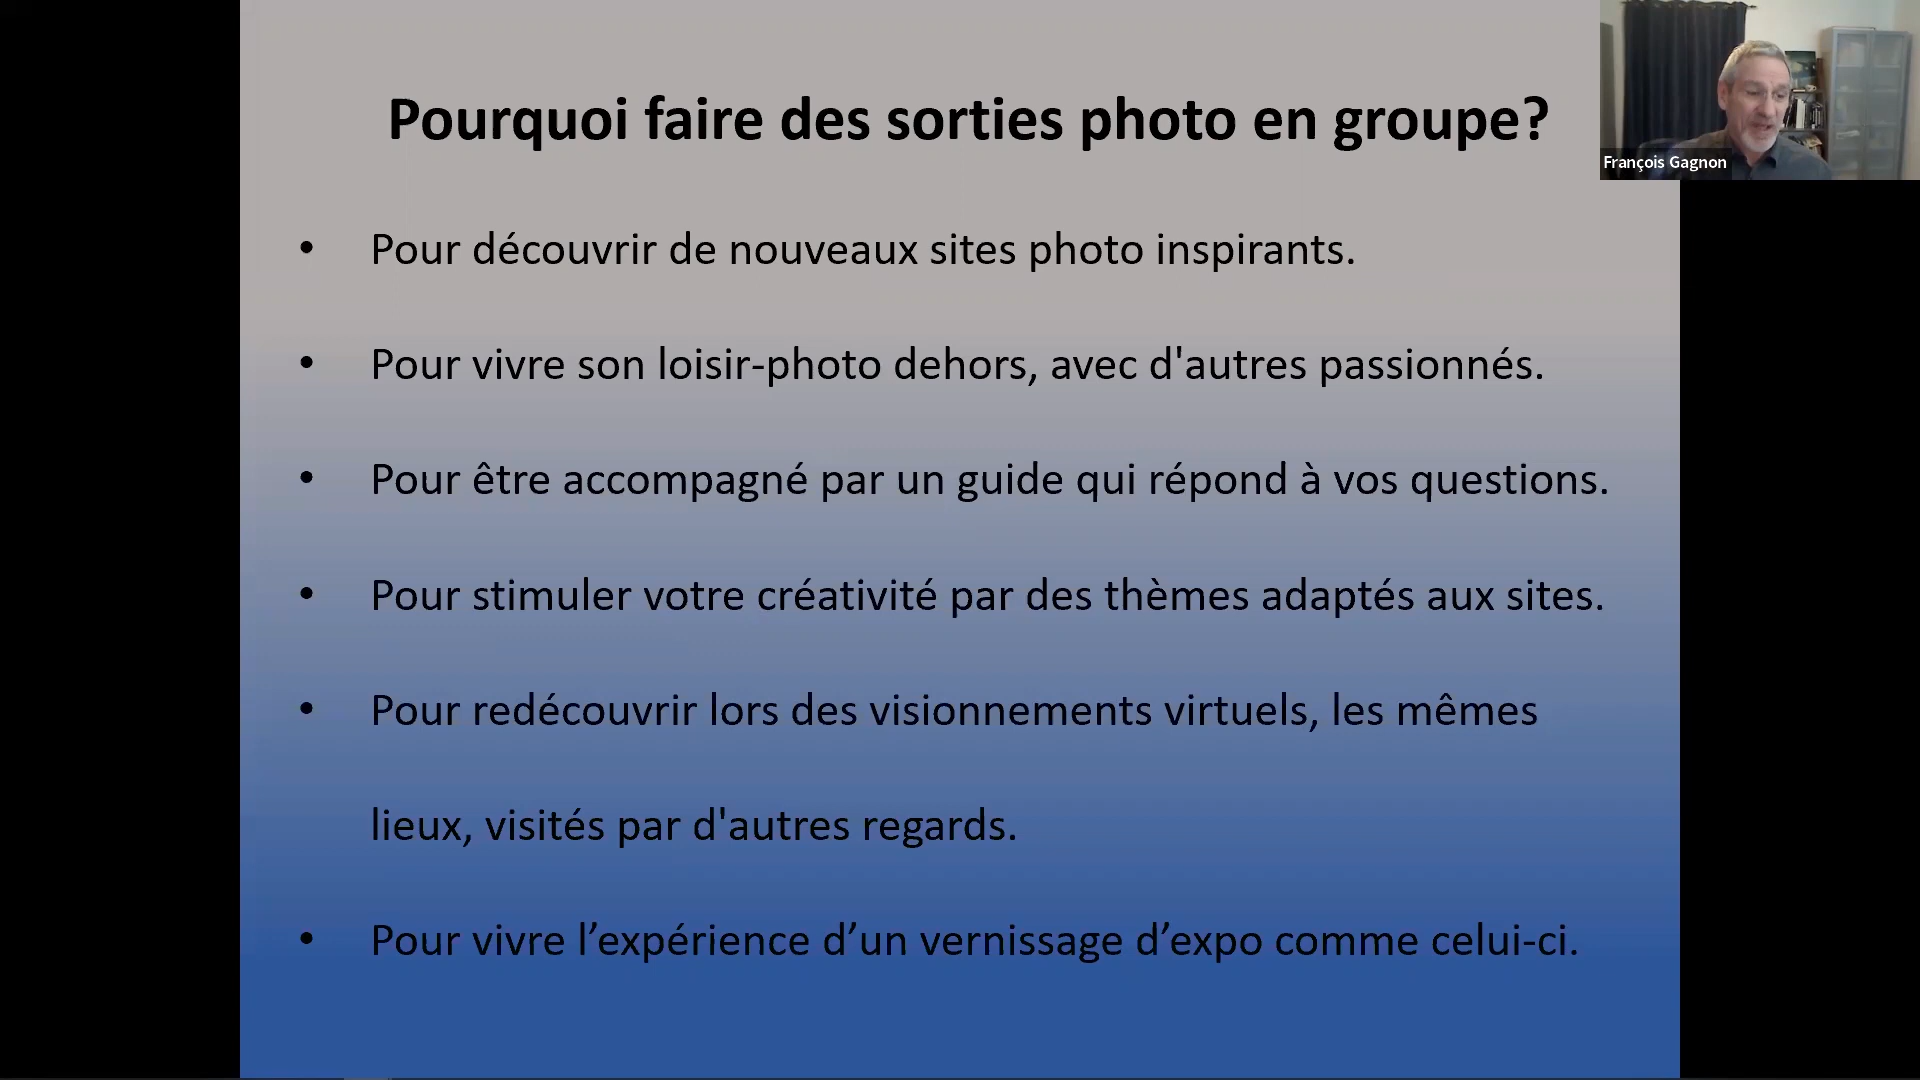 Pourquoi faire des sorties photo en groupe?
François Gagnon
• Pour découvrir de nouveaux sites photo inspirants.
• Pour vivre son loisir-photo dehors, avec d'autres passionnés.
• Pour être accompagné par un guide qui répond à vos questions.
• Pour stimuler votre créativité par des thèmes adaptés aux sites.
• Pour redécouvrir lors des visionnements virtuels, les mêmes
lieux, visités par d'autres regards.
• Pour vivre l’expérience d’un vernissage d’expo comme celui-ci.